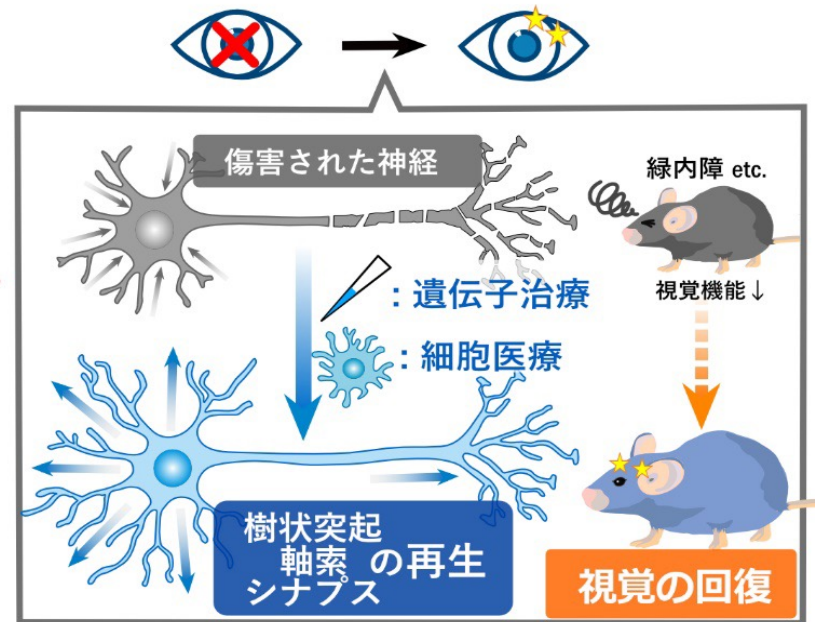 傷害された神経
緑内障 etc.
視覚機能↓
：遺伝子治療
：細胞医療
樹状突起
軸索 の再生
シナプス
視覚の回復